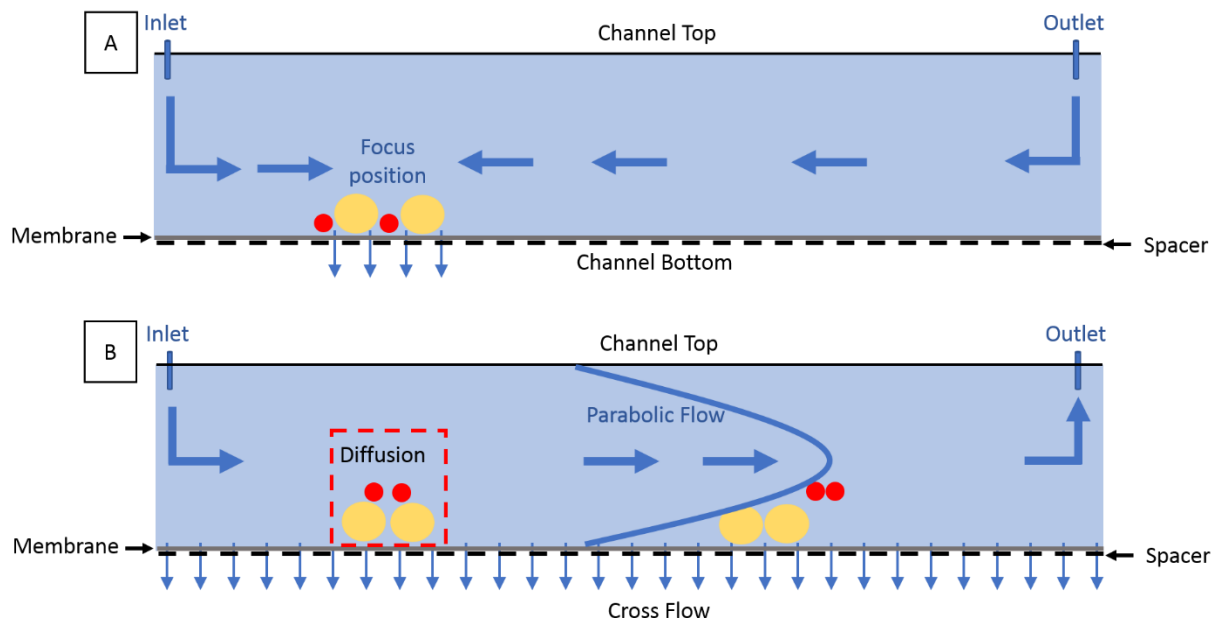 A
Inlet
Channel Top
Outlet
Focus
position
Membrane
Spacer
Channel Bottom
B
Inlet
Channel Top
Outlet
Parabolic Flow
Diffusion
Membrane
Spacer
Cross Flow